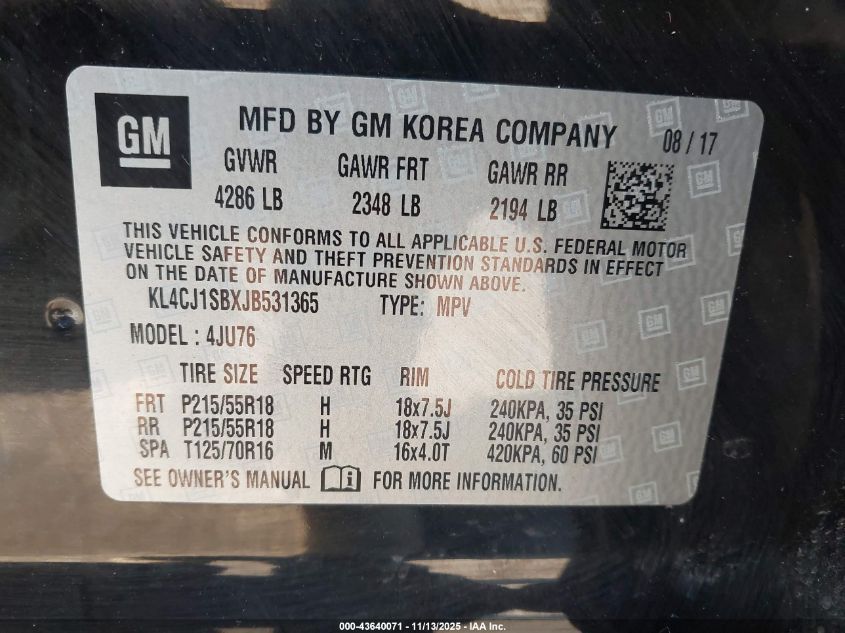 GM
MFD BY GM KOREA COMPANY 08 / 17
GVWR GAWR FRT GAWR RR
4286 LB 2348 LB 2194 LB
THIS VEHICLE CONFORMS TO ALL APPLICABLE U.S. FEDERAL MOTOR
VEHICLE SAFETY AND THEFT PREVENTION STANDARDS IN EFFECT
ON THE DATE OF MANUFACTURE SHOWN ABOVE.
KL4CJ1SBXJB531365 TYPE: MPV
MODEL : 4JU76
TIRE SIZE SPEED RTG RIM COLD TIRE PRESSURE
FRT P215/55R18 H 18x7.5J 240KPA, 35 PSI
RR P215/55R18 H 18x7.5J 240KPA, 35 PSI
SPA T125/70R16 M 16x4.0T 420KPA, 60 PSI
SEE OWNER'S MANUAL i FOR MORE INFORMATION.
000-43640071 - 11/13/2025 - IAA Inc.